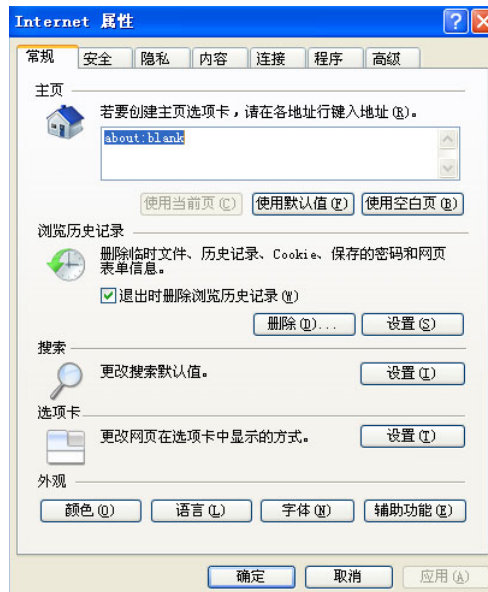 Internet 属性
常规 安全 隐私 内容 连接 程序 高级
主页
若要创建主页选项卡，请在各地址行键入地址(R)。
about:blank
使用当前页(C) 使用默认值(F) 使用空白页(B)
浏览历史记录
删除临时文件、历史记录、Cookie、保存的密码和网页
表单信息。
退出时删除浏览历史记录(W)
删除(D)... 设置(S)
搜索
更改搜索默认值。
设置(I)
选项卡
更改网页在选项卡中显示的方式。
设置(T)
外观
颜色(O) 语言(L) 字体(N) 辅助功能(E)
确定 取消 应用(A)